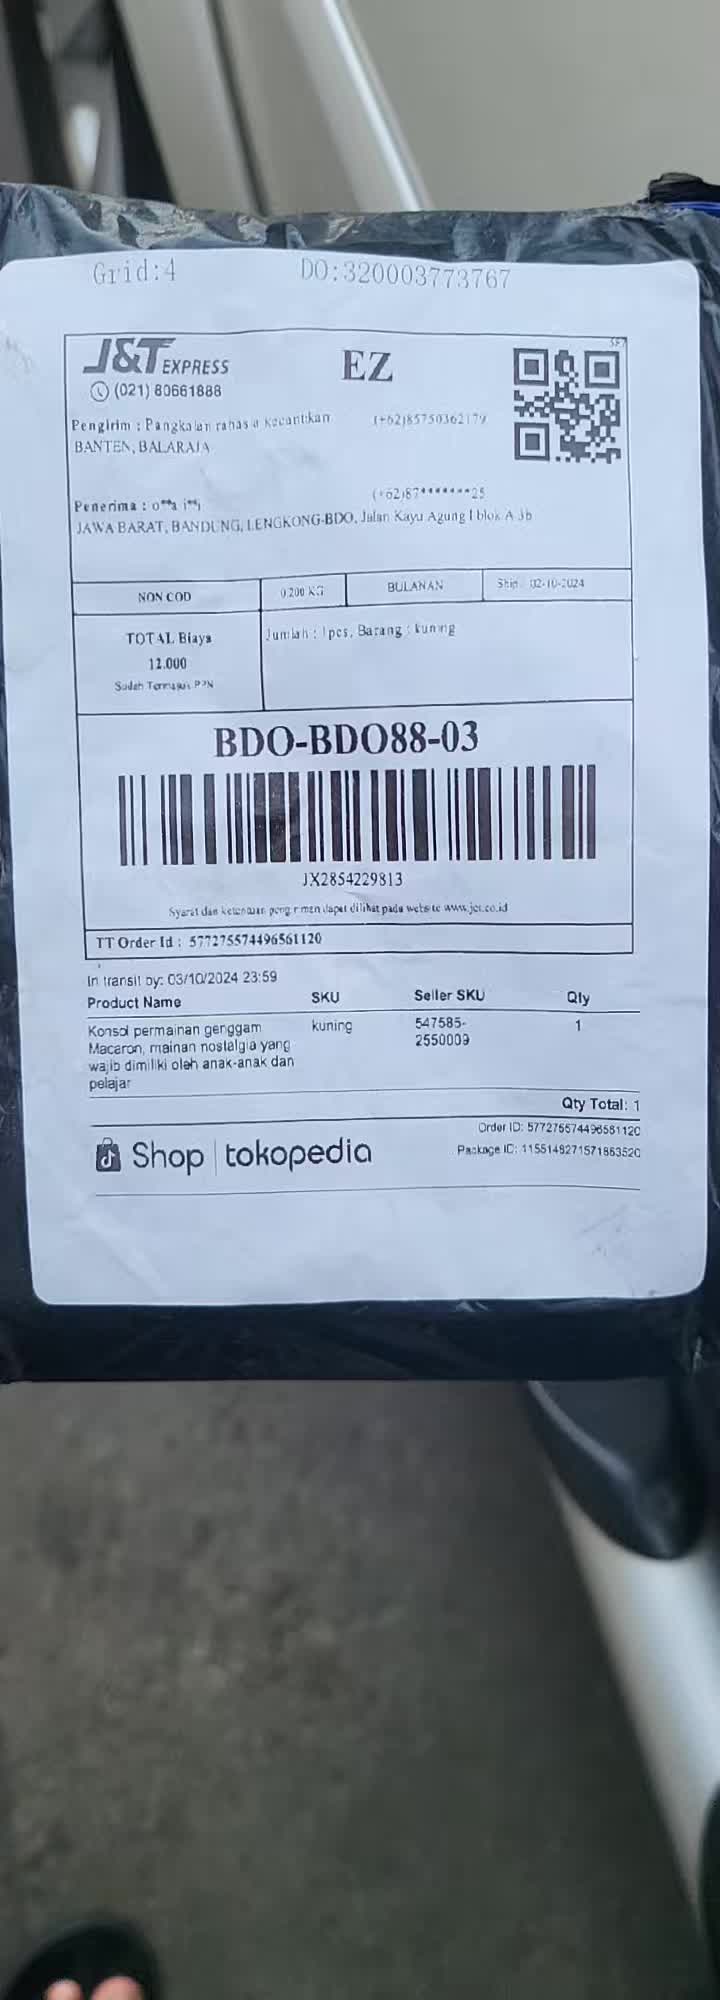 Grid:4 DO:320003773767
J&T EXPRESS EZ
(021) 80661888
Pengirim : Pangkalan rahasia kecantikan (+62)85750362179
BANTEN, BALARAJA
(+62)87*******25
Penerima : o**a i**i
JAWA BARAT, BANDUNG, LENGKONG-BDO, Jalan Kayu Agung I blok A 3b
NON COD 0.200 KG BULANAN Ship: 02-10-2024
TOTAL Biaya Jumlah : 1pcs, Barang : kuning
12.000
Sudah Termasuk PPN
BDO-BDO88-03
JX2854229813
Syarat dan ketentuan pengiriman dapat dilihat pada website www.jet.co.id
TT Order Id : 577275574496561120
In transit by: 03/10/2024 23:59
Product Name SKU Seller SKU Qty
Konsol permainan genggam kuning 547585- 1
Macaron, mainan nostalgia yang 2550009
wajib dimiliki oleh anak-anak dan
pelajar
Qty Total: 1
Order ID: 577275574496561120
Shop | tokopedia Package ID: 1155148271571863520